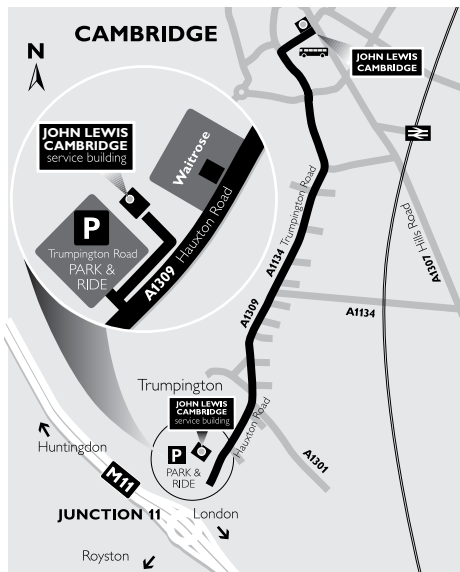 CAMBRIDGE
N
JOHN LEWIS
CAMBRIDGE
JOHN LEWIS
CAMBRIDGE
service building
Waitrose
P
Trumpington Road
PARK &
RIDE
A1309 Hauxton Road
A1134 Trumpington Road
A1307 Hills Road
A1309
A1134
Trumpington
JOHN LEWIS
CAMBRIDGE
service building
Hauxton Road
P
PARK &
RIDE
A1301
Huntingdon
M11
JUNCTION 11
London
Royston